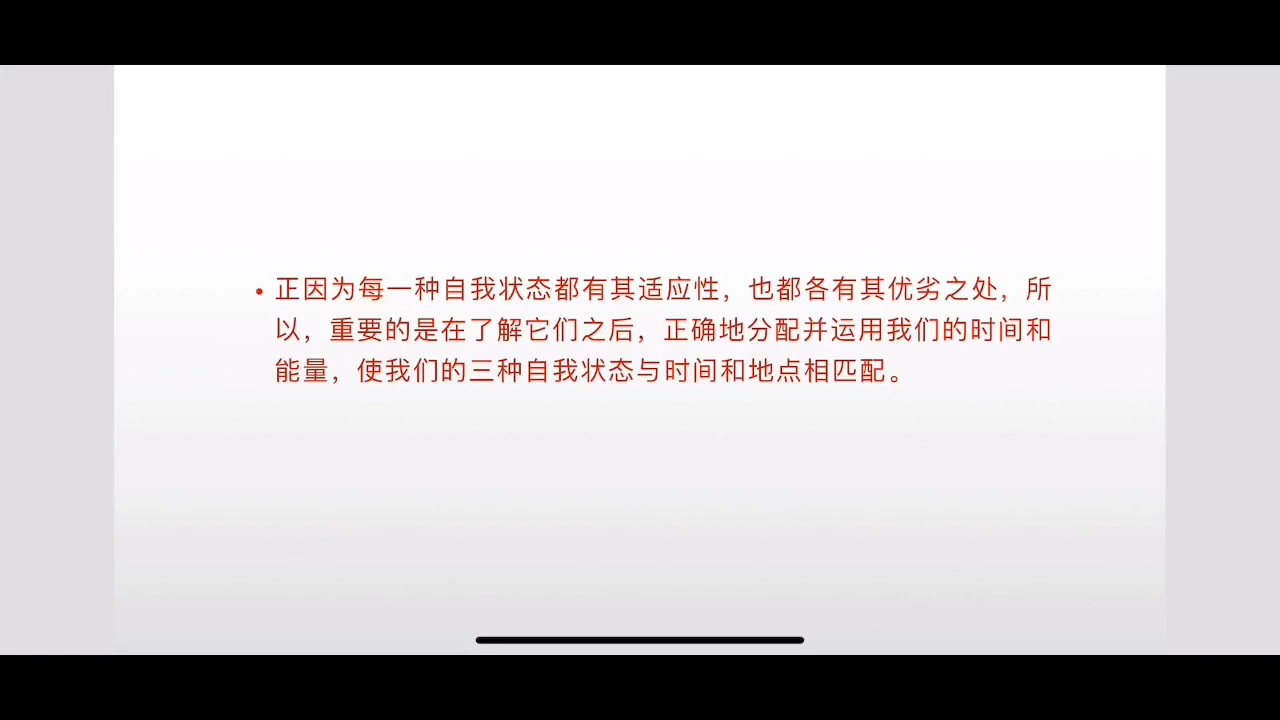 • 正因为每一种自我状态都有其适应性，也都各有其优劣之处，所
以，重要的是在了解它们之后，正确地分配并运用我们的时间和
能量，使我们的三种自我状态与时间和地点相匹配。